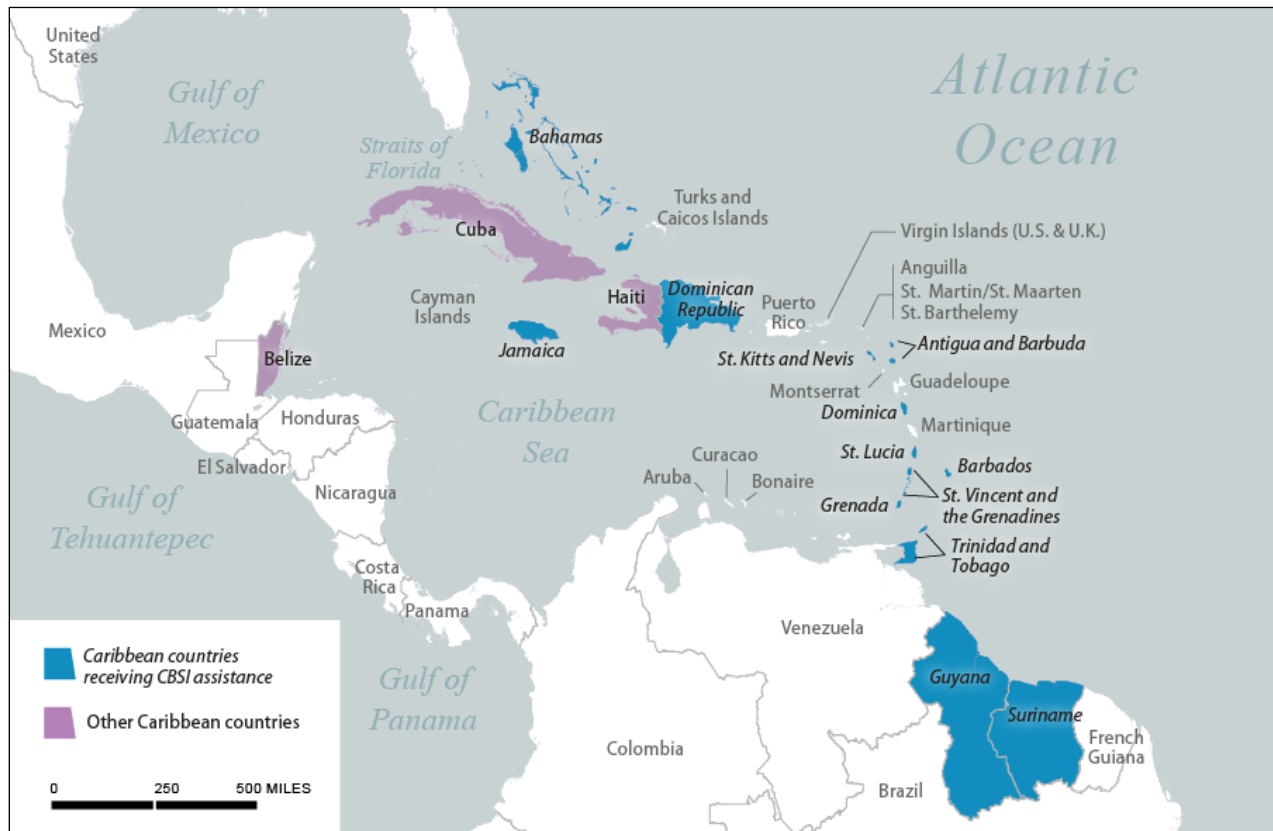 United
States
Gulf of
Mexico
Atlantic
Ocean
Straits of
Florida
Bahamas
Turks and
Caicos Islands
Cuba
Virgin Islands (U.S. & U.K.)
Anguilla
St. Martin/St. Maarten
St. Barthelemy
Cayman
Islands
Haiti
Dominican
Republic
Puerto
Rico
Mexico
Belize
Jamaica
St. Kitts and Nevis
Antigua and Barbuda
Montserrat
Guadeloupe
Guatemala
Honduras
Caribbean
Sea
Dominica
Martinique
El Salvador
St. Lucia
Barbados
Nicaragua
Aruba
Curacao
Bonaire
Grenada
St. Vincent and
the Grenadines
Gulf of
Tehuantepec
Trinidad and
Tobago
Costa
Rica
Panama
Venezuela
Guyana
Suriname
French
Guiana
Gulf of
Panama
Colombia
Brazil
Caribbean countries
receiving CBSI assistance
Other Caribbean countries
0 250 500 MILES